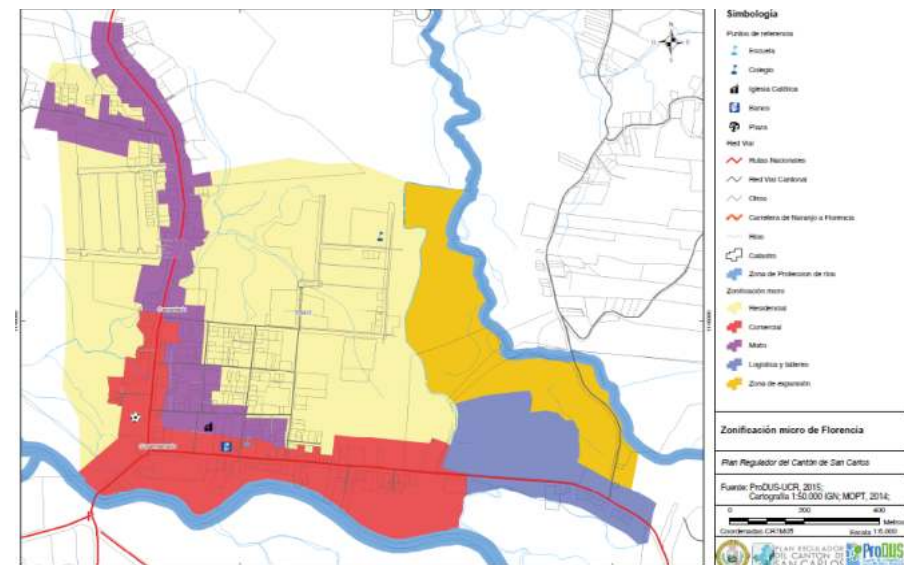 Simbología
Puntos de referencia
Escuela
Colegio
Iglesia Católica
Banco
Plaza
Red Vial
Rutas Nacionales
Red Vial Cantonal
Otros
Carretera de Naranjo a Florencia
Ríos
Catastro
Zona de Protección de ríos
Zonificación micro
Residencial
Comercial
Mixto
Logística y talleres
Zona de expansión
Zonificación micro de Florencia
Plan Regulador del Cantón de San Carlos
Fuente: ProDUS-UCR, 2015;
Cartografía 1:50.000 IGN; MOPT, 2014;
0 200 400
Metros
Coordenadas CRTM05
Escala 1:6.000
PLAN REGULADOR
DEL CANTÓN DE
SAN CARLOS
ProDUS